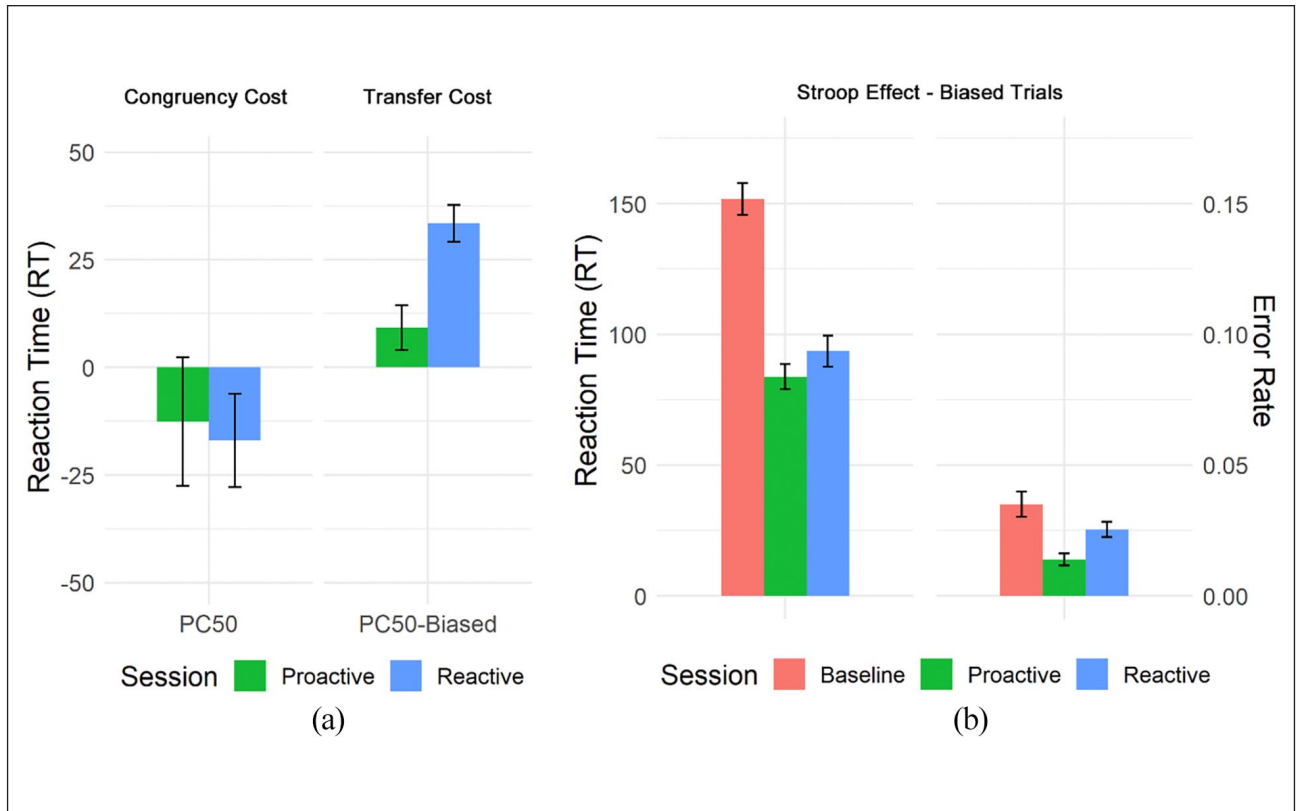 Congruency Cost
Transfer Cost
Reaction Time (RT)
50
25
0
-25
-50
PC50
PC50-Biased
Session
Proactive
Reactive
(a)
Stroop Effect - Biased Trials
Reaction Time (RT)
150
100
50
0
0.15
0.10
0.05
0.00
Error Rate
Session
Baseline
Proactive
Reactive
(b)